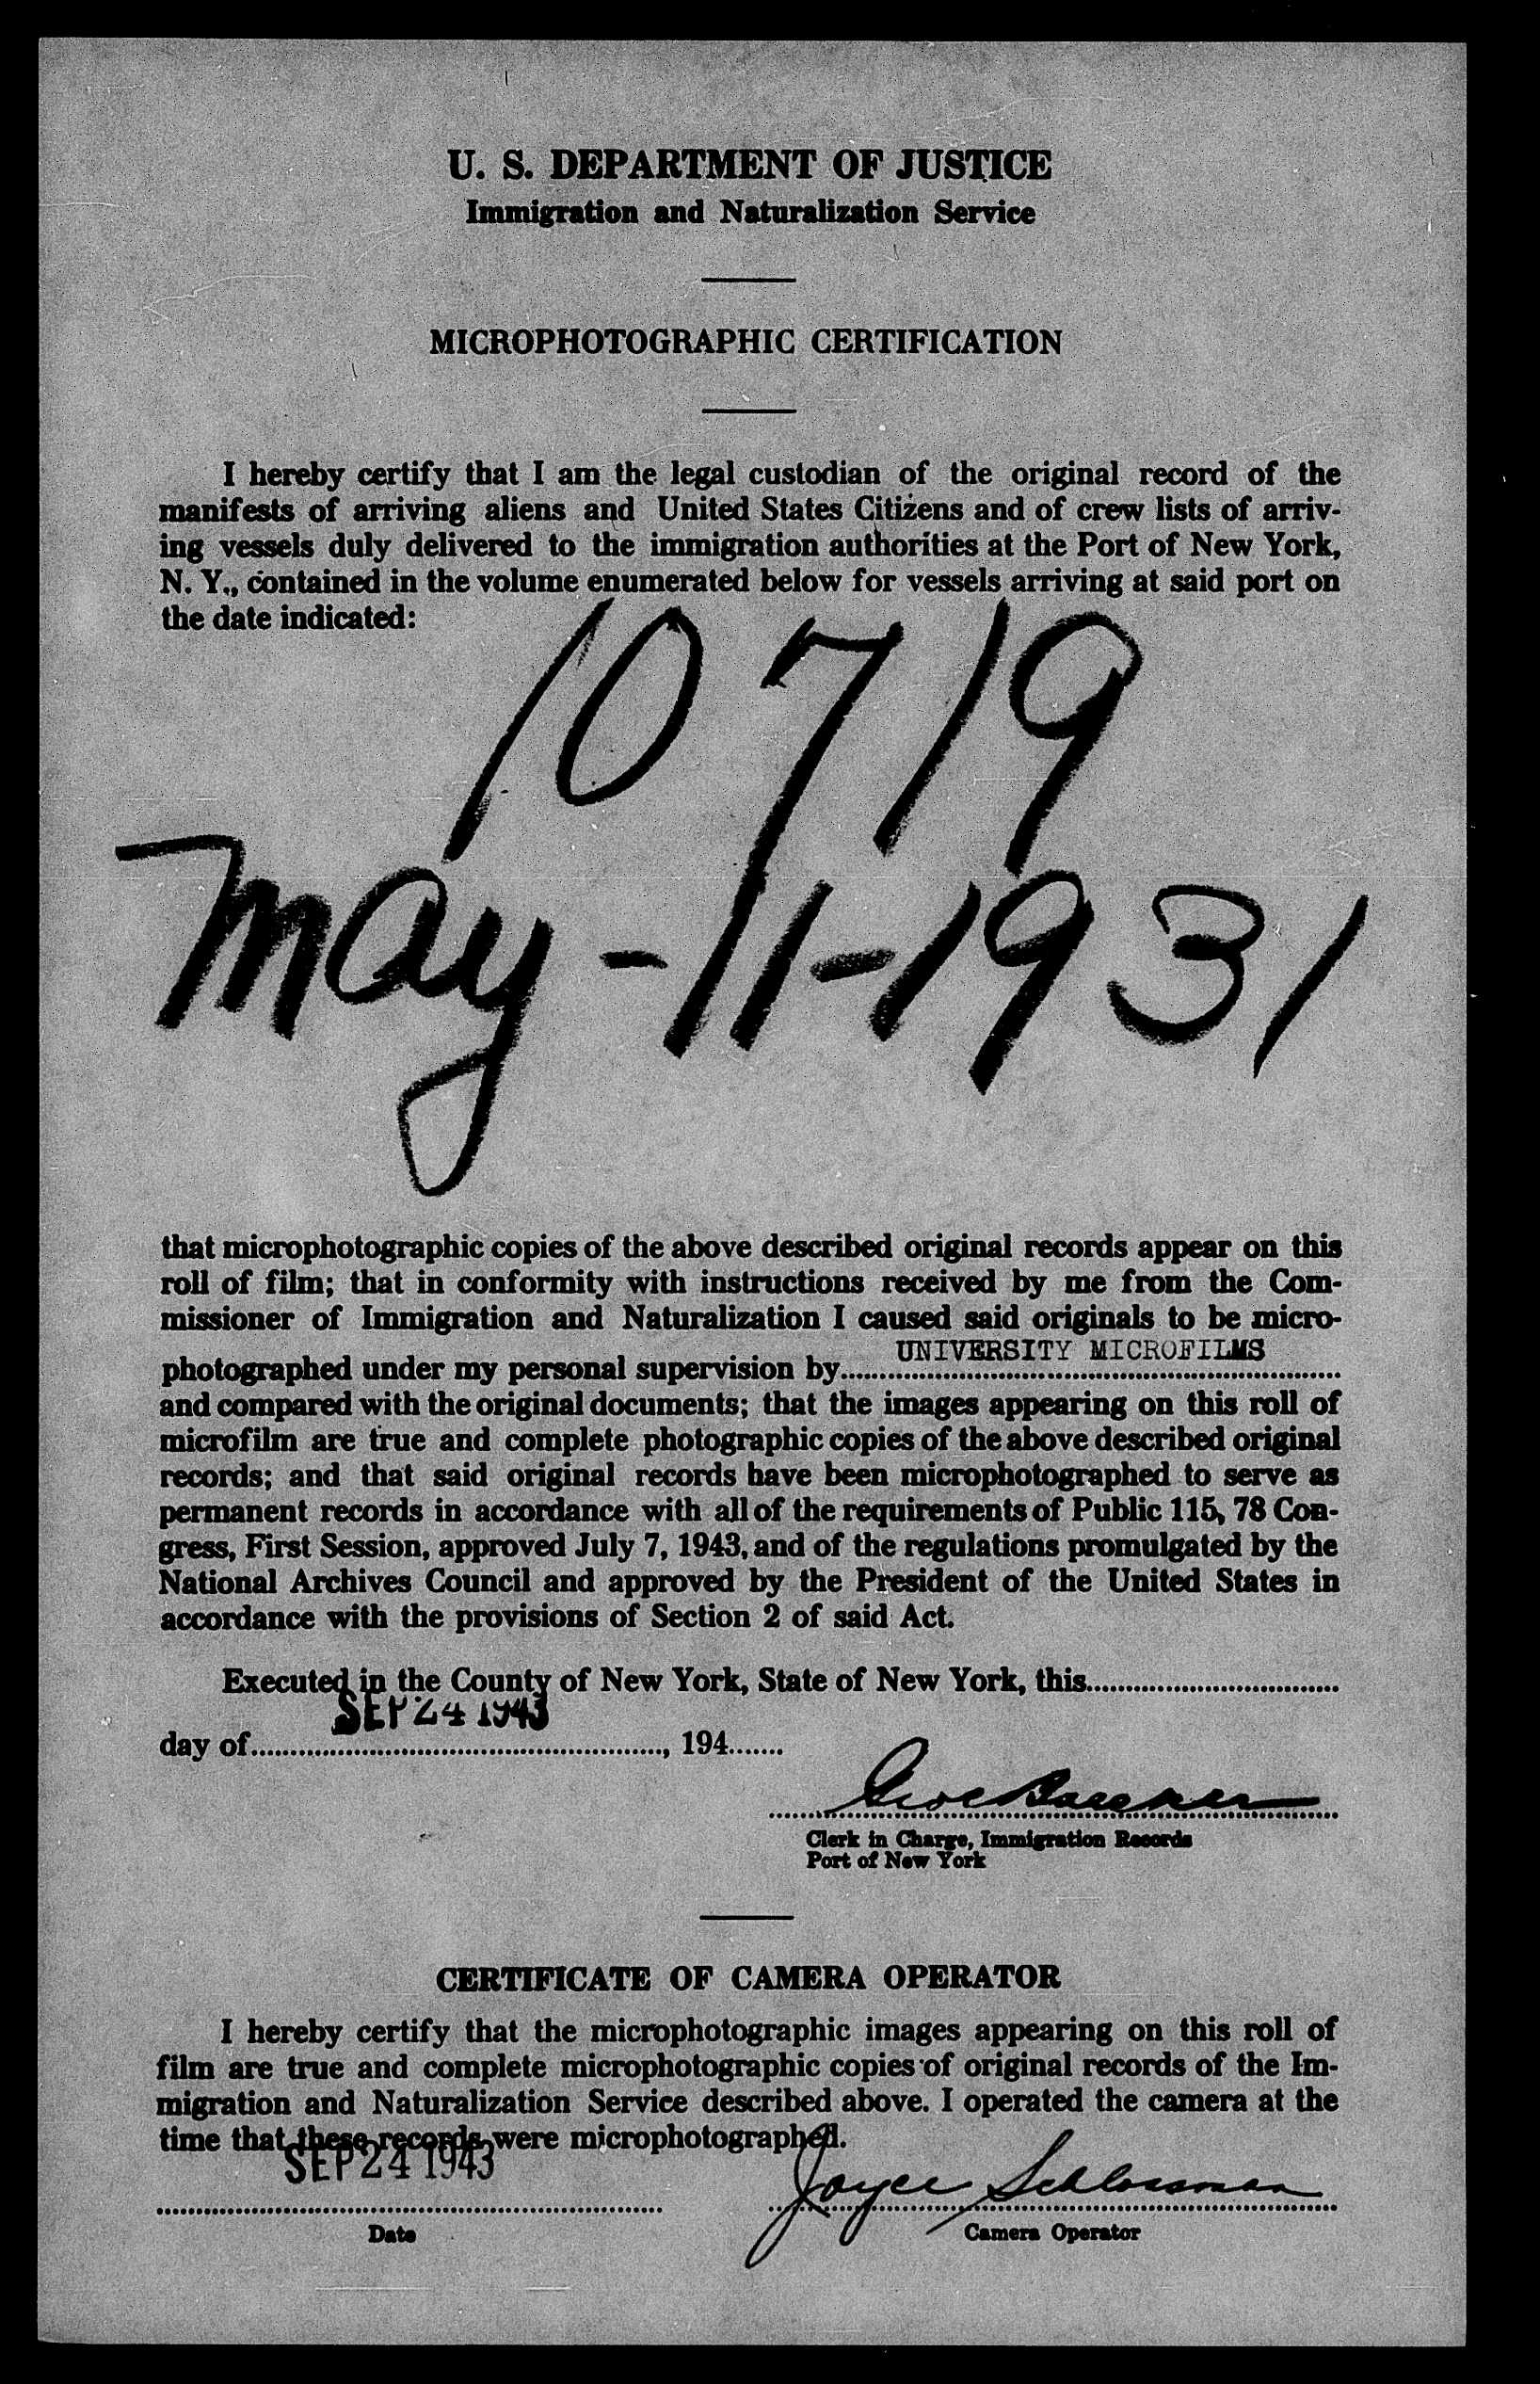 U. S. DEPARTMENT OF JUSTICE
Immigration and Naturalization Service
MICROPHOTOGRAPHIC CERTIFICATION
I hereby certify that I am the legal custodian of the original record of the
manifests of arriving aliens and United States Citizens and of crew lists of arriv-
ing vessels duly delivered to the immigration authorities at the Port of New York,
N. Y., contained in the volume enumerated below for vessels arriving at said port on
the date indicated:
10719
May-11-1931
that microphotographic copies of the above described original records appear on this
roll of film; that in conformity with instructions received by me from the Com-
missioner of Immigration and Naturalization I caused said originals to be micro-
UNIVERSITY MICROFILMS
photographed under my personal supervision by
and compared with the original documents; that the images appearing on this roll of
microfilm are true and complete photographic copies of the above described original
records; and that said original records have been microphotographed to serve as
permanent records in accordance with all of the requirements of Public 115, 78 Con-
gress, First Session, approved July 7, 1943, and of the regulations promulgated by the
National Archives Council and approved by the President of the United States in
accordance with the provisions of Section 2 of said Act.
Executed in the County of New York, State of New York, this
SEP 24 1943
day of, 194
Clerk in Charge, Immigration Records
Port of New York
CERTIFICATE OF CAMERA OPERATOR
I hereby certify that the microphotographic images appearing on this roll of
film are true and complete microphotographic copies of original records of the Im-
migration and Naturalization Service described above. I operated the camera at the
time that these records were microphotographed.
SEP 24 1943
Joyce Schlossman
Date
Camera Operator